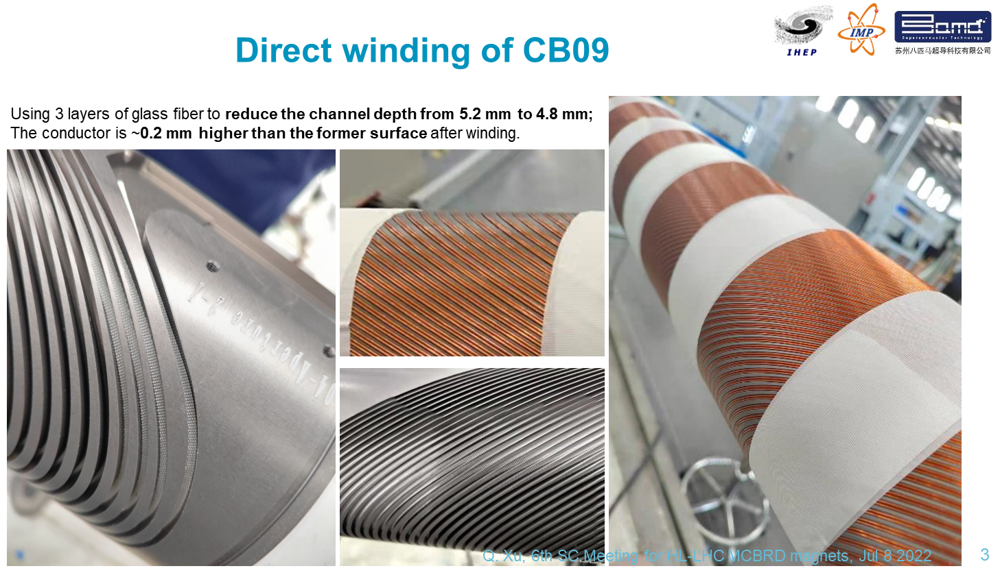 Direct winding of CB09
IHEP
IMP
Samd
Superconductor Technology
苏州八匹马超导科技有限公司
Using 3 layers of glass fiber to reduce the channel depth from 5.2 mm to 4.8 mm;
The conductor is ~0.2 mm higher than the former surface after winding.
04-Aperture 2-1
Q. Xu, 6th SC Meeting for HL-LHC MCBRD magnets, Jul 8 2022
3